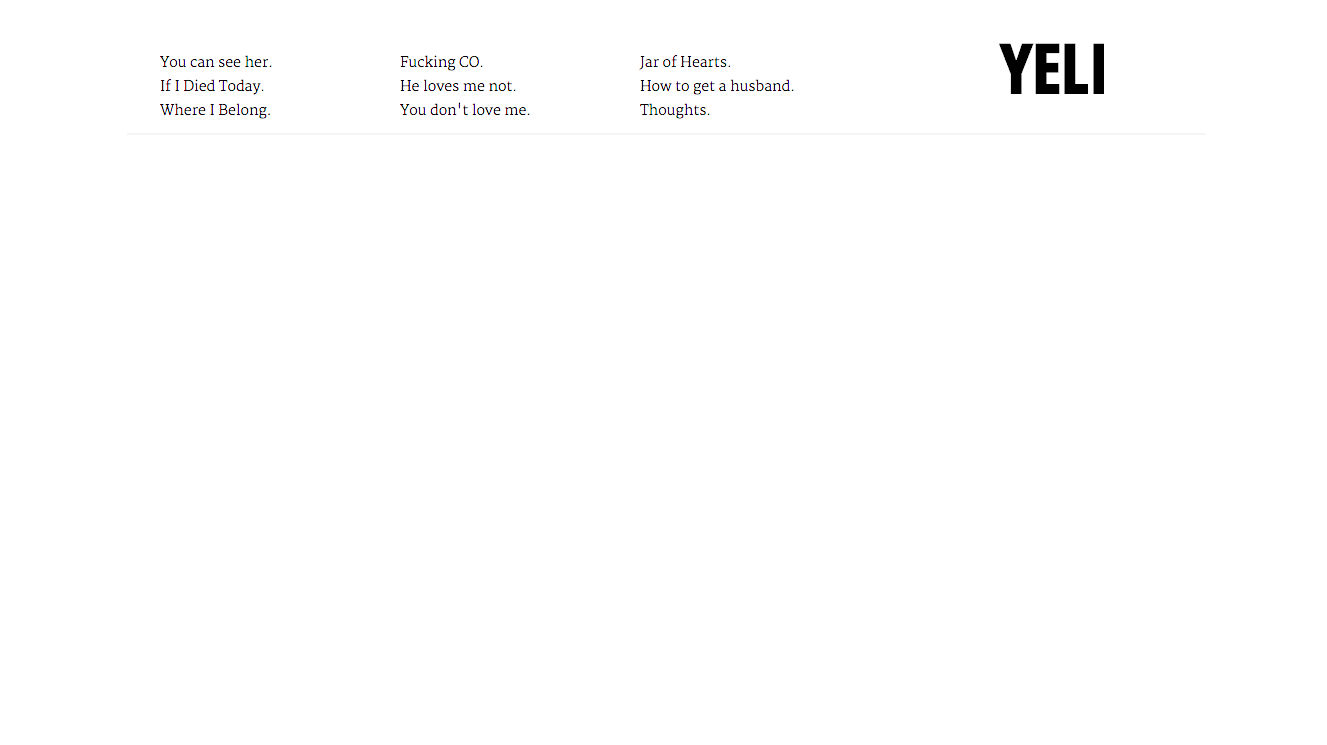 You can see her.
If I Died Today.
Where I Belong.
Fucking CO.
He loves me not.
You don't love me.
Jar of Hearts.
How to get a husband.
Thoughts.
YELI